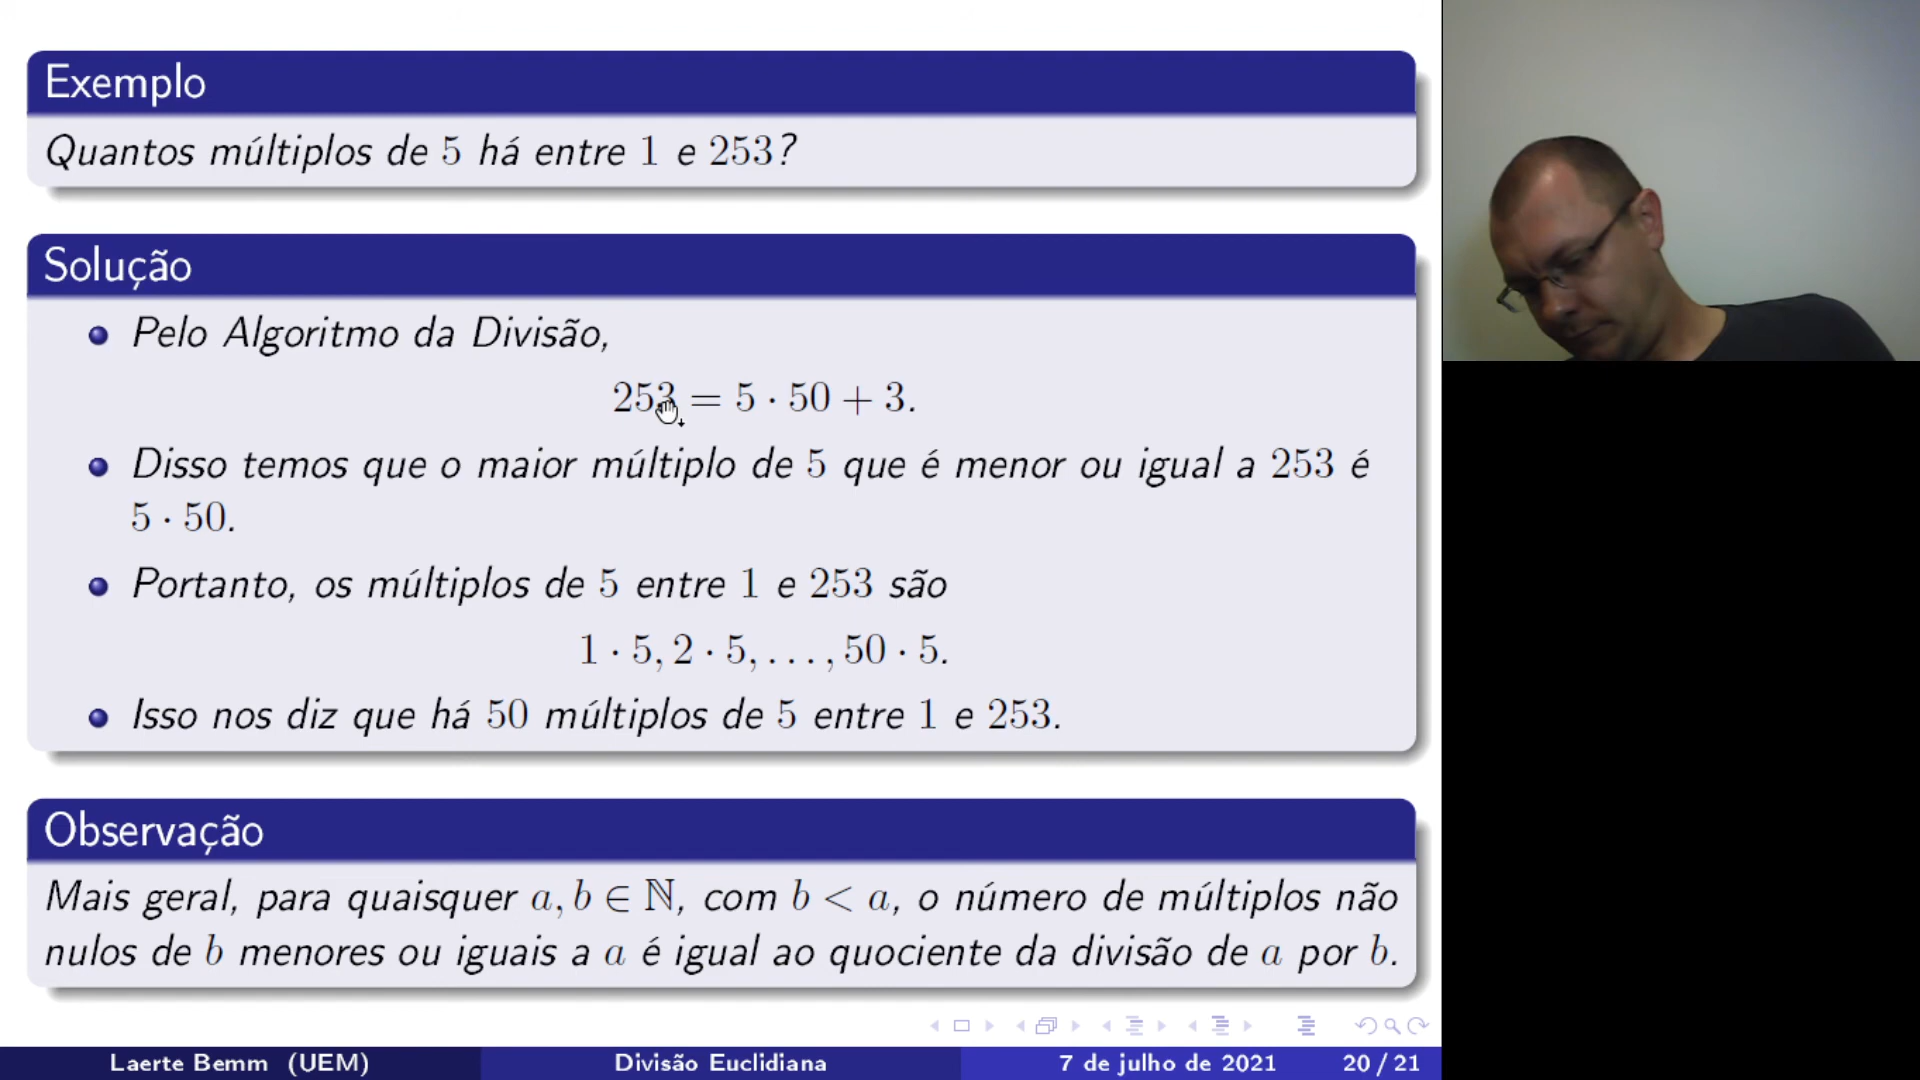 Exemplo
Quantos múltiplos de 5 há entre 1 e 253?
Solução
Pelo Algoritmo da Divisão,
253 = 5 · 50 + 3.
Disso temos que o maior múltiplo de 5 que é menor ou igual a 253 é
5 · 50.
Portanto, os múltiplos de 5 entre 1 e 253 são
1 · 5, 2 · 5, . . . , 50 · 5.
Isso nos diz que há 50 múltiplos de 5 entre 1 e 253.
Observação
Mais geral, para quaisquer a, b ∈ ℕ, com b < a, o número de múltiplos não
nulos de b menores ou iguais a a é igual ao quociente da divisão de a por b.
Laerte Bemm (UEM) Divisão Euclidiana 7 de julho de 2021 20 / 21